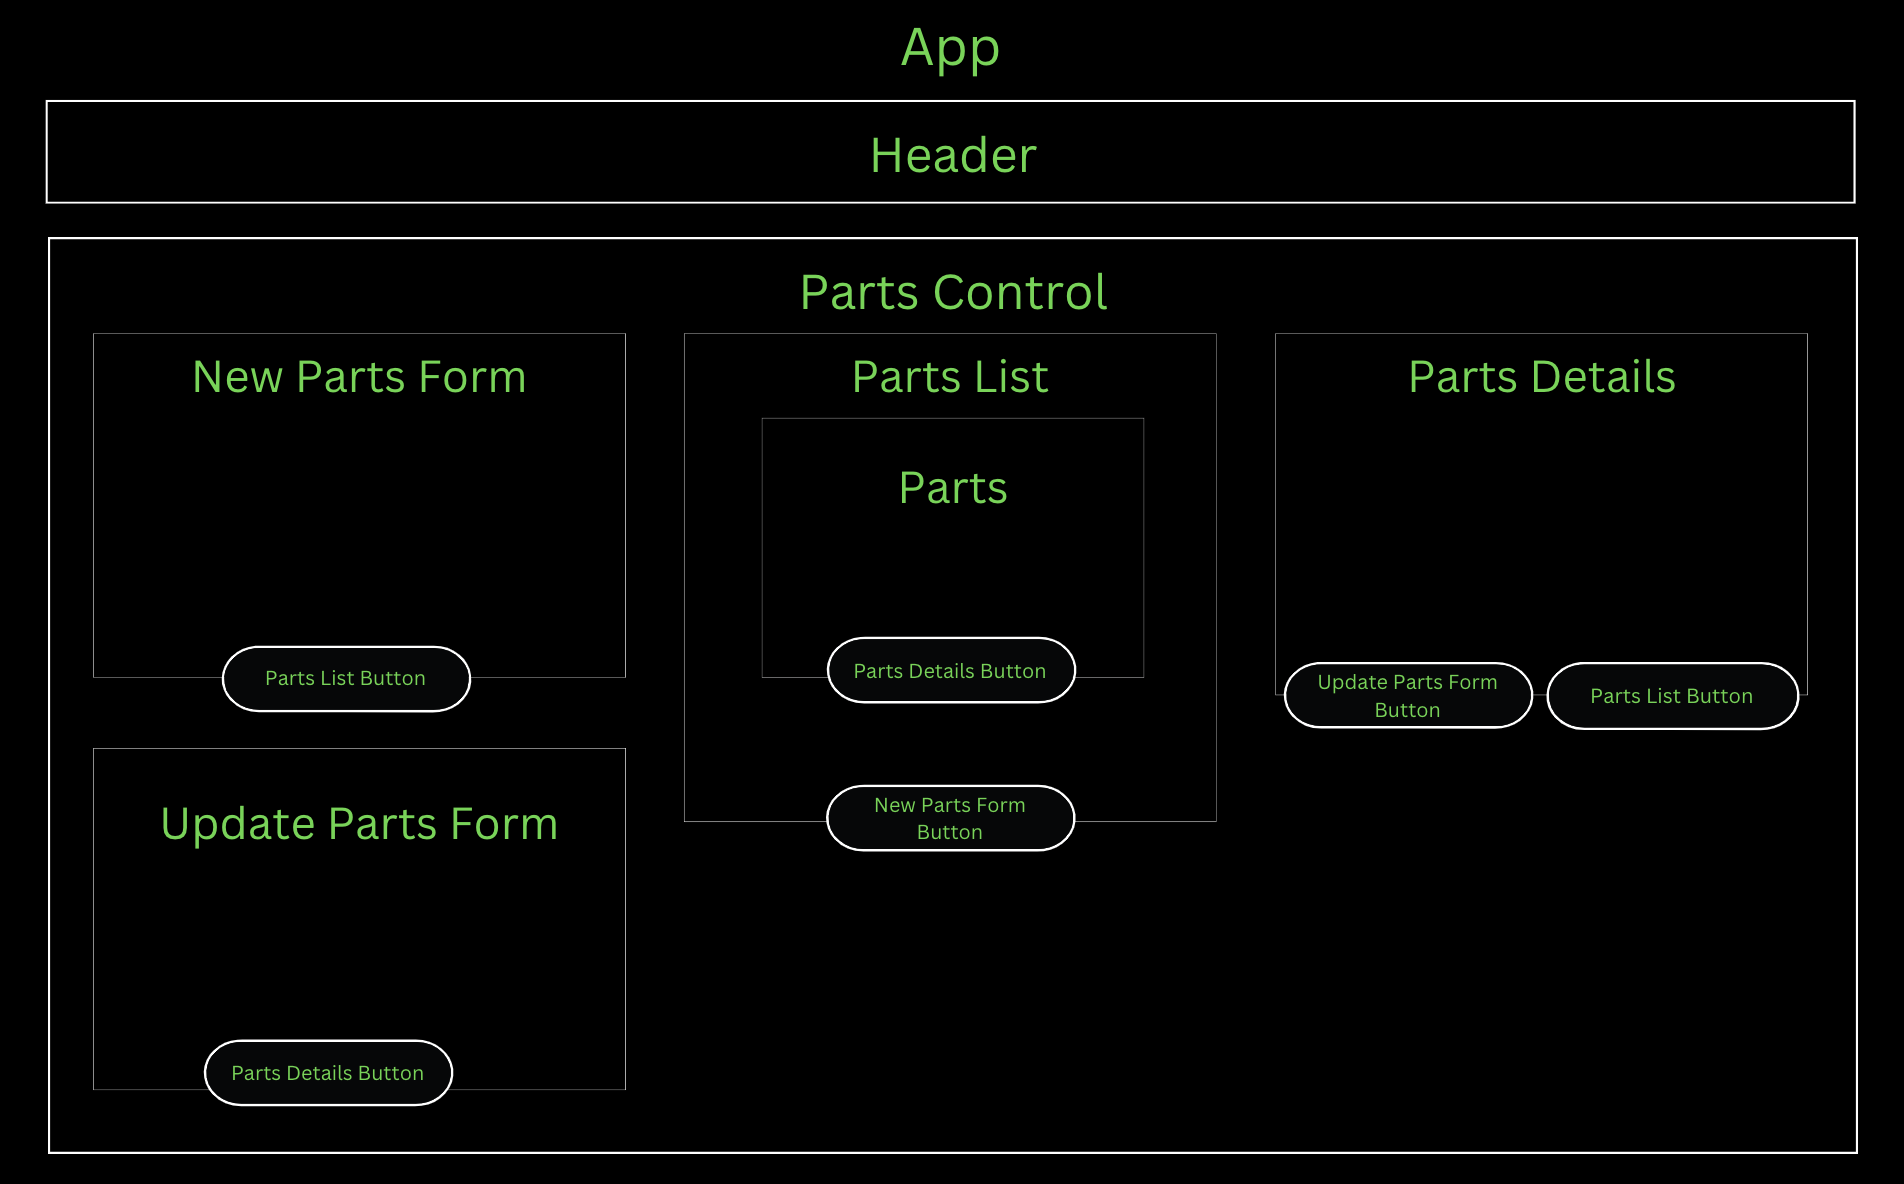 App
Header
Parts Control
New Parts Form
Parts List Button
Update Parts Form
Parts Details Button
Parts List
Parts
Parts Details Button
New Parts Form
Button
Parts Details
Update Parts Form
Button
Parts List Button